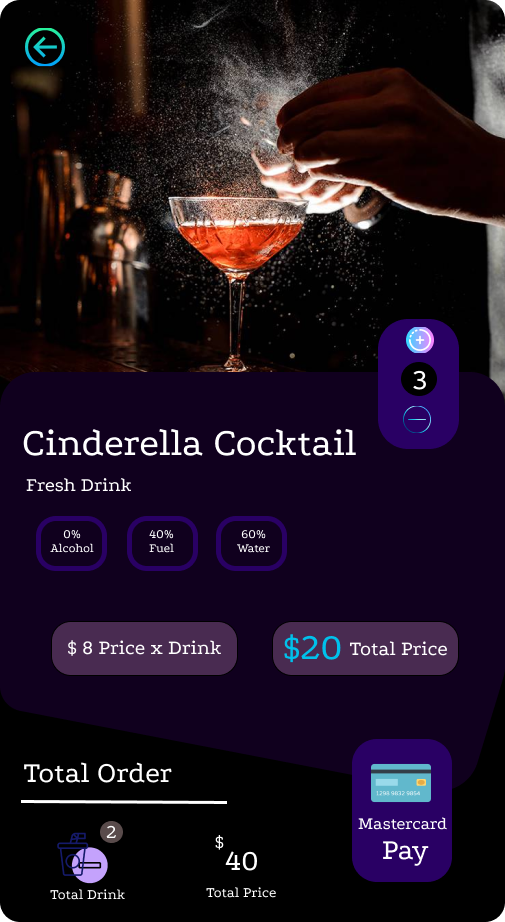 3
Cinderella Cocktail
Fresh Drink
0%
Alcohol
40%
Fuel
60%
Water
$ 8 Price x Drink
$20 Total Price
Total Order
2
Total Drink
$
40
Total Price
1290 9832 9654
Mastercard
Pay